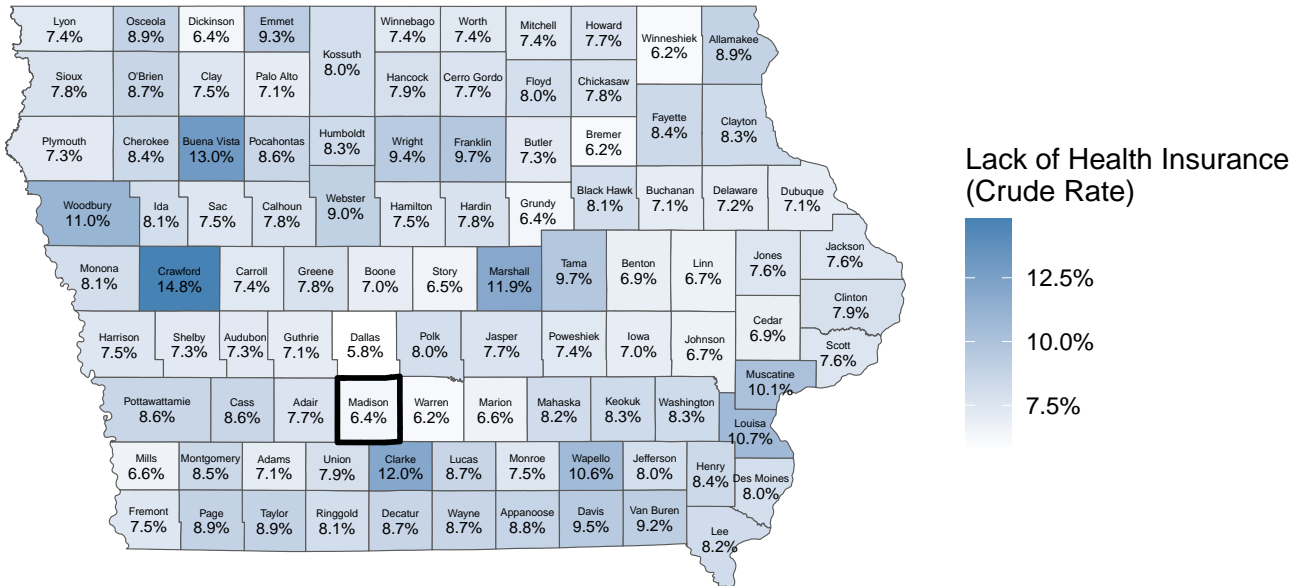 Lyon
7.4%
Osceola
8.9%
Dickinson
6.4%
Emmet
9.3%
Kossuth
8.0%
Winnebago
7.4%
Worth
7.4%
Mitchell
7.4%
Howard
7.7%
Winneshiek
6.2%
Allamakee
8.9%
Sioux
7.8%
O'Brien
8.7%
Clay
7.5%
Palo Alto
7.1%
Hancock
7.9%
Cerro Gordo
7.7%
Floyd
8.0%
Chickasaw
7.8%
Fayette
8.4%
Clayton
8.3%
Plymouth
7.3%
Cherokee
8.4%
Buena Vista
13.0%
Pocahontas
8.6%
Humboldt
8.3%
Wright
9.4%
Franklin
9.7%
Butler
7.3%
Bremer
6.2%
Woodbury
11.0%
Ida
8.1%
Sac
7.5%
Calhoun
7.8%
Webster
9.0%
Hamilton
7.5%
Hardin
7.8%
Grundy
6.4%
Black Hawk
8.1%
Buchanan
7.1%
Delaware
7.2%
Dubuque
7.1%
Monona
8.1%
Crawford
14.8%
Carroll
7.4%
Greene
7.8%
Boone
7.0%
Story
6.5%
Marshall
11.9%
Tama
9.7%
Benton
6.9%
Linn
6.7%
Jones
7.6%
Jackson
7.6%
Clinton
7.9%
Harrison
7.5%
Shelby
7.3%
Audubon
7.3%
Guthrie
7.1%
Dallas
5.8%
Polk
8.0%
Jasper
7.7%
Poweshiek
7.4%
Iowa
7.0%
Johnson
6.7%
Cedar
6.9%
Scott
7.6%
Muscatine
10.1%
Pottawattamie
8.6%
Cass
8.6%
Adair
7.7%
Madison
6.4%
Warren
6.2%
Marion
6.6%
Mahaska
8.2%
Keokuk
8.3%
Washington
8.3%
Louisa
10.7%
Mills
6.6%
Montgomery
8.5%
Adams
7.1%
Union
7.9%
Clarke
12.0%
Lucas
8.7%
Monroe
7.5%
Wapello
10.6%
Jefferson
8.0%
Henry
8.4%
Des Moines
8.0%
Fremont
7.5%
Page
8.9%
Taylor
8.9%
Ringgold
8.1%
Decatur
8.7%
Wayne
8.7%
Appanoose
8.8%
Davis
9.5%
Van Buren
9.2%
Lee
8.2%
Lack of Health Insurance
(Crude Rate)
12.5%
10.0%
7.5%